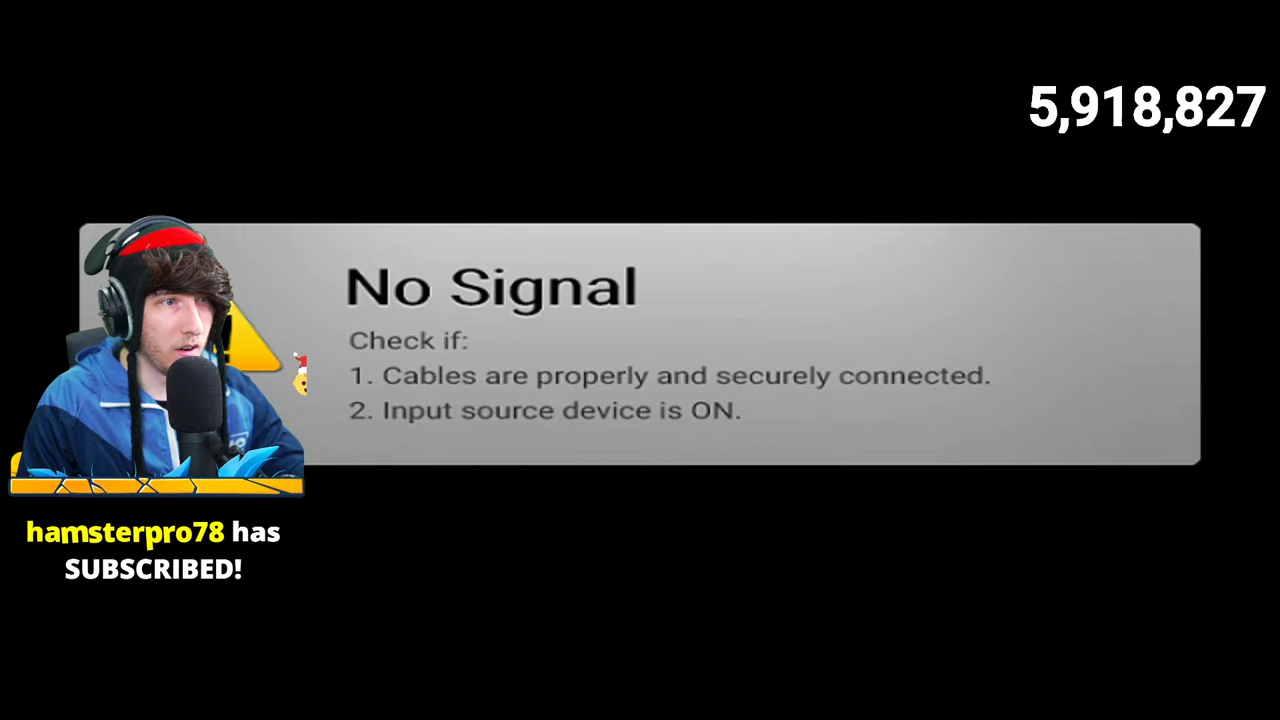 5,918,827
No Signal
Check if:
1. Cables are properly and securely connected.
2. Input source device is ON.
hamsterpro78 has
SUBSCRIBED!